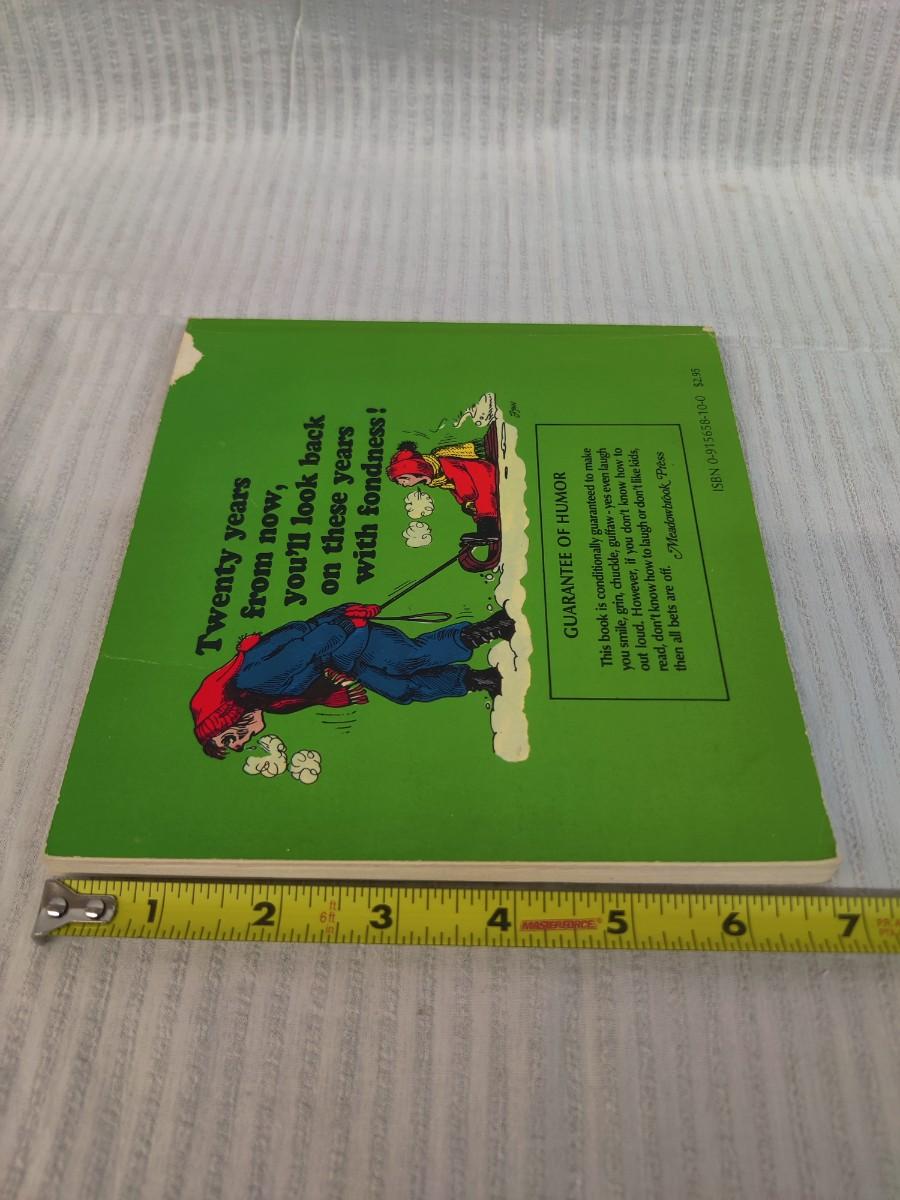 Twenty years
from now,
you'll look back
on these years
with fondness!
GUARANTEE OF HUMOR
This book is conditionally guaranteed to make
you smile, grin, chuckle, guffaw - yes even laugh
out loud. However, if you don't know how to
read, don't know how to laugh or don't like kids,
then all bets are off. Meadowbrook Press
ISBN 0-915658-10-0 $2.95
1 2 3 4 5 6 7
6ft
in
MASTERFORCE